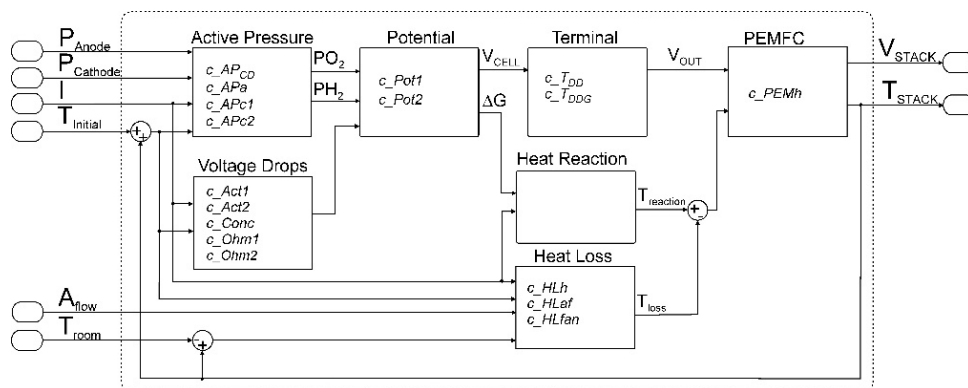 P_Anode
P_Cathode
I
T_Initial
A_flow
T_room
Active Pressure
c_AP_CD
c_APa
c_APc1
c_APc2
PO_2
PH_2
Voltage Drops
c_Act1
c_Act2
c_Conc
c_Ohm1
c_Ohm2
Potential
c_Pot1
c_Pot2
V_CELL
ΔG
Terminal
c_T_DD
c_T_DDG
V_OUT
Heat Reaction
T_reaction
Heat Loss
c_HLh
c_HLaf
c_HLfan
T_loss
PEMFC
c_PEMh
V_STACK
T_STACK